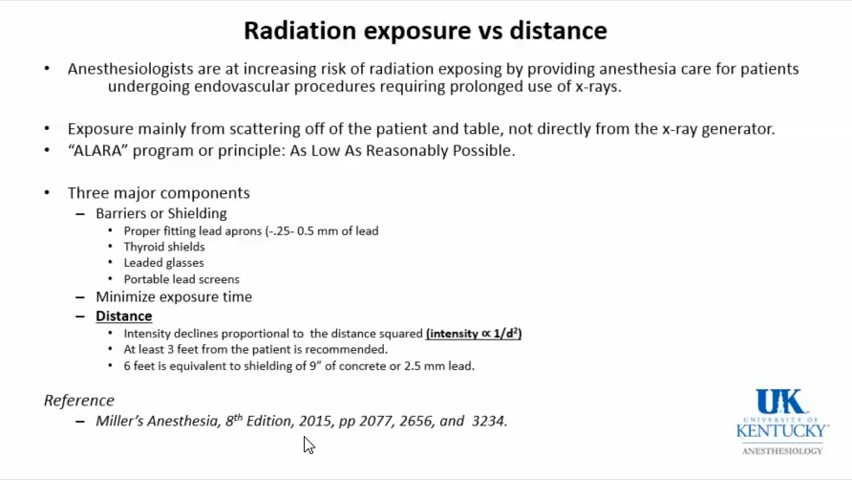 Radiation exposure vs distance
• Anesthesiologists are at increasing risk of radiation exposing by providing anesthesia care for patients
undergoing endovascular procedures requiring prolonged use of x-rays.
• Exposure mainly from scattering off of the patient and table, not directly from the x-ray generator.
• “ALARA” program or principle: As Low As Reasonably Possible.
• Three major components
– Barriers or Shielding
• Proper fitting lead aprons (-.25- 0.5 mm of lead
• Thyroid shields
• Leaded glasses
• Portable lead screens
– Minimize exposure time
– Distance
• Intensity declines proportional to the distance squared (intensity ∝ 1/d²)
• At least 3 feet from the patient is recommended.
• 6 feet is equivalent to shielding of 9” of concrete or 2.5 mm lead.
Reference
– Miller’s Anesthesia, 8th Edition, 2015, pp 2077, 2656, and 3234.
UK
UNIVERSITY OF
KENTUCKY
ANESTHESIOLOGY